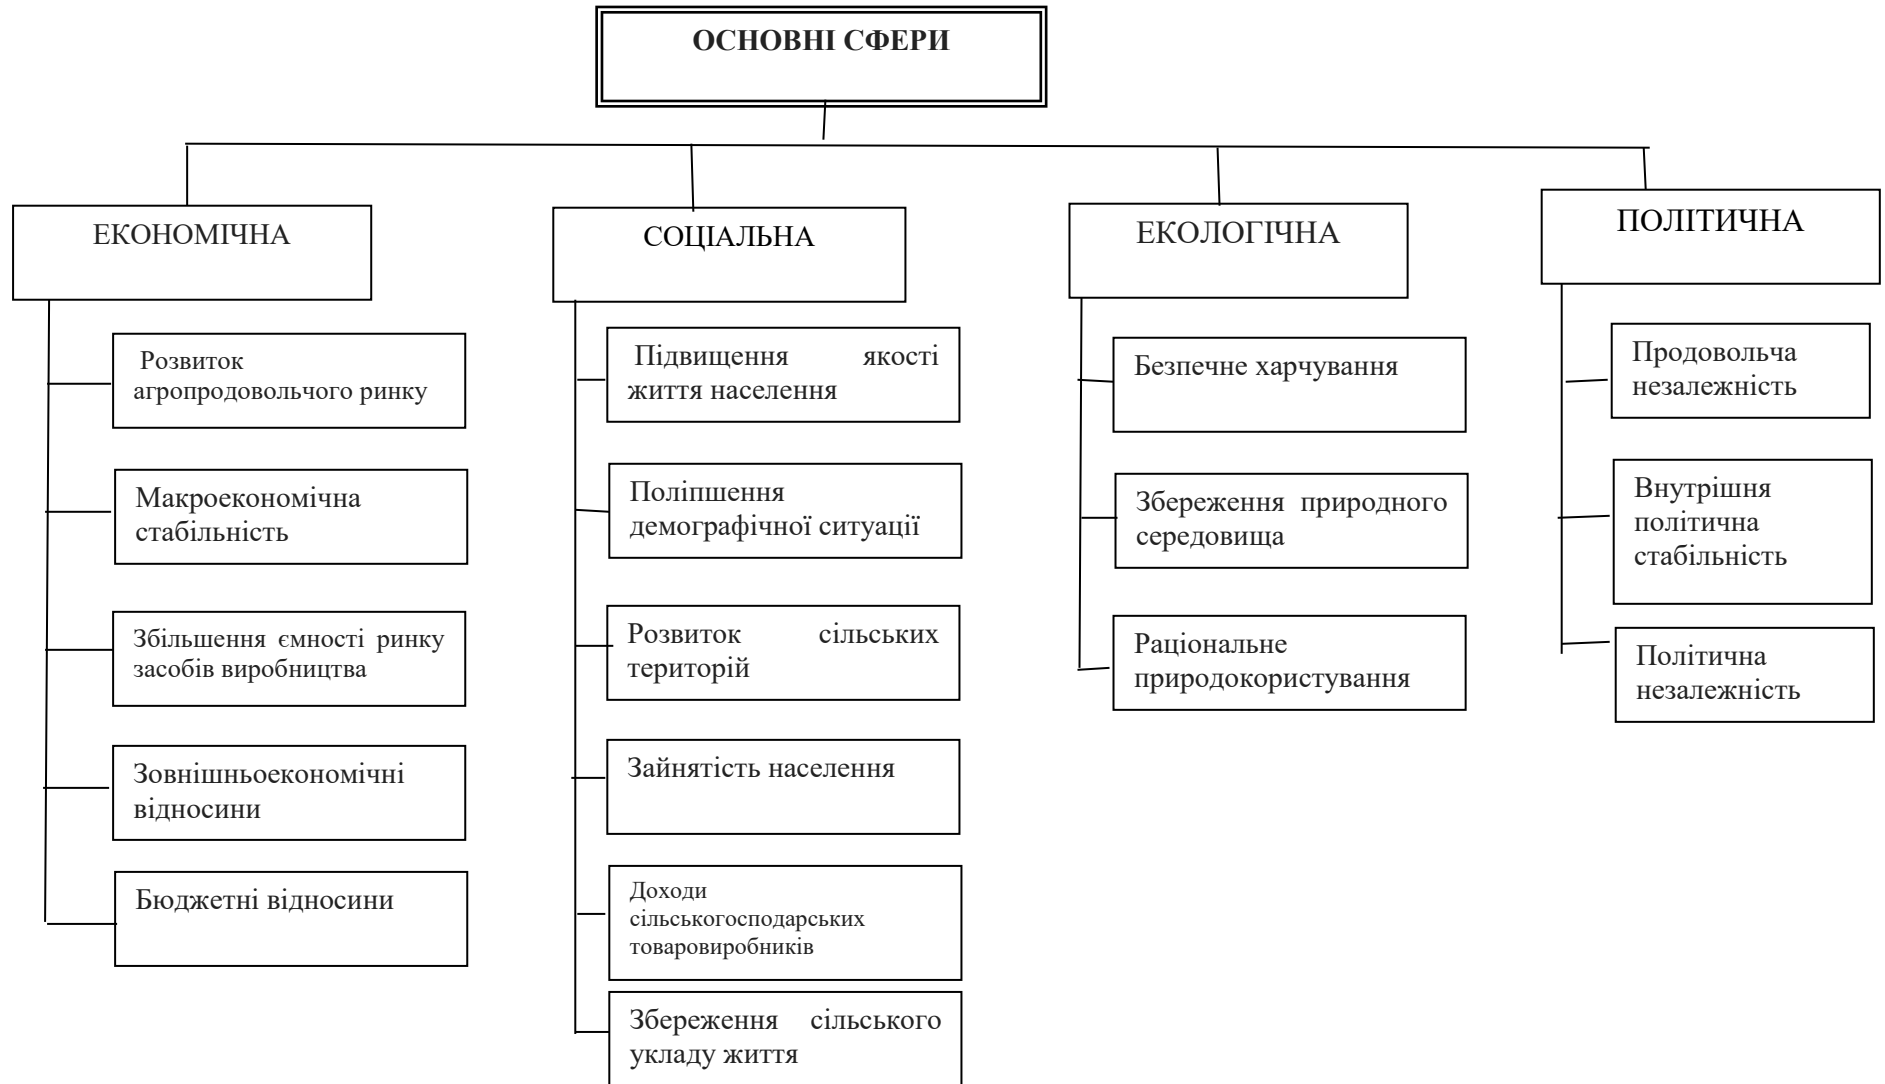 ОСНОВНІ СФЕРИ
ЕКОНОМІЧНА
Розвиток
агропродовольчого ринку
Макроекономічна
стабільність
Збільшення ємності ринку
засобів виробництва
Зовнішньоекономічні
відносини
Бюджетні відносини
СОЦІАЛЬНА
Підвищення якості
життя населення
Поліпшення
демографічної ситуації
Розвиток сільських
територій
Зайнятість населення
Доходи
сільськогосподарських
товаровиробників
Збереження сільського
укладу життя
ЕКОЛОГІЧНА
Безпечне харчування
Збереження природного
середовища
Раціональне
природокористування
ПОЛІТИЧНА
Продовольча
незалежність
Внутрішня
політична
стабільність
Політична
незалежність